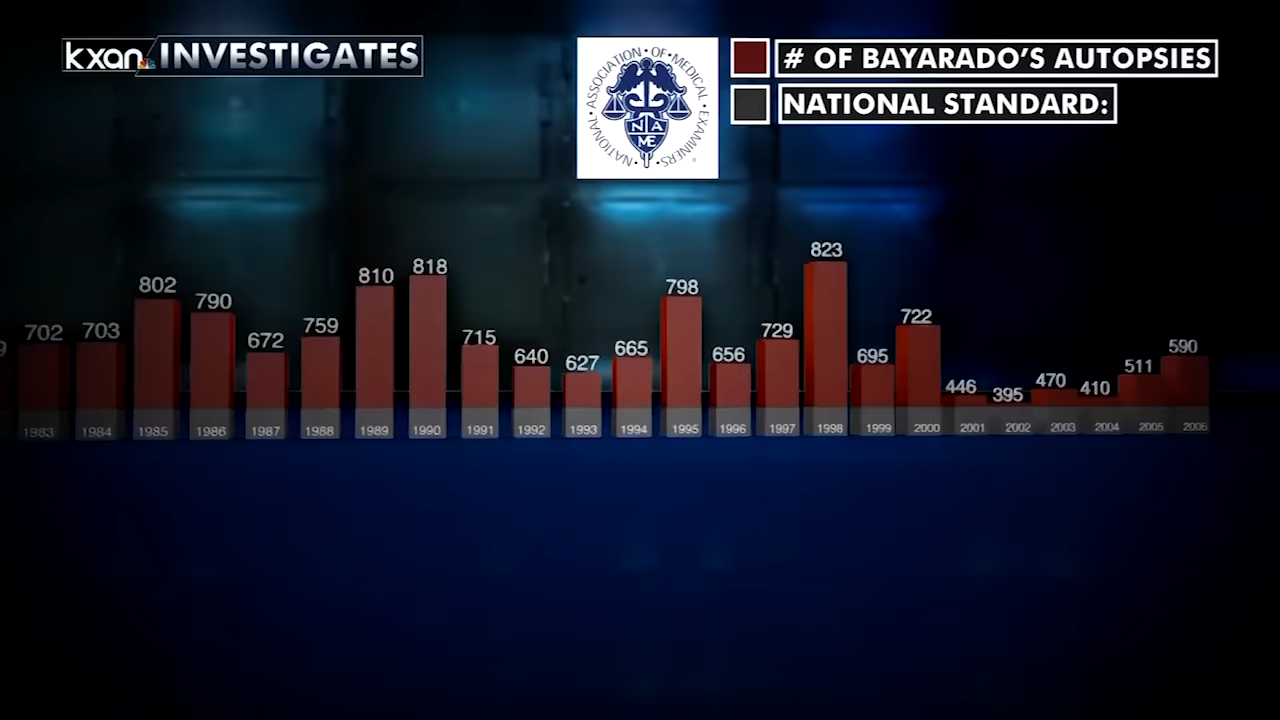 kxan INVESTIGATES
NATIONAL • ASSOCIATION • OF • MEDICAL • EXAMINERS
NA
ME
# OF BAYARADO'S AUTOPSIES
NATIONAL STANDARD:
9 702 703 802 790 672 759 810 818 715 640 627 665 798 656 729 823 695 722 446 395 470 410 511 590
1983 1984 1985 1986 1987 1988 1989 1990 1991 1992 1993 1994 1995 1996 1997 1998 1999 2000 2001 2002 2003 2004 2005 2006